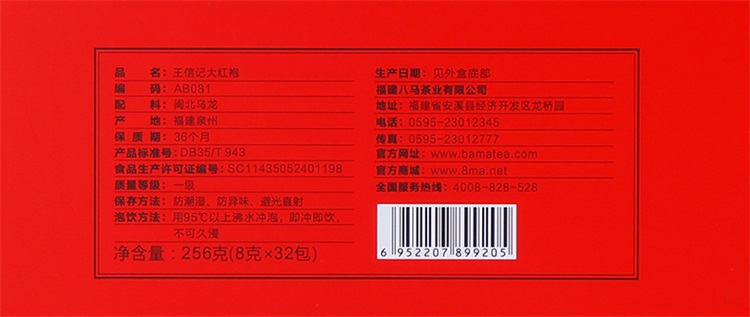 品名：王信记大红袍
编码：AB081
配料：闽北乌龙
产地：福建泉州
保质期：36个月
产品标准号：DB35/T 943
食品生产许可证编号：SC11435052401198
质量等级：一级
保存方法：防潮湿、防异味、避光直射
泡饮方法：用95℃以上沸水冲泡，即冲即饮，
不可久浸
净含量：256克(8克×32包)
生产日期：见外盒底部
福建八马茶业有限公司
地址：福建省安溪县经济开发区龙桥园
电话：0595-23012345
传真：0595-23012777
官方网址：www.bamatea.com
官方商城：www.8ma.net
全国服务热线：4008-828-528
6 952207 899205